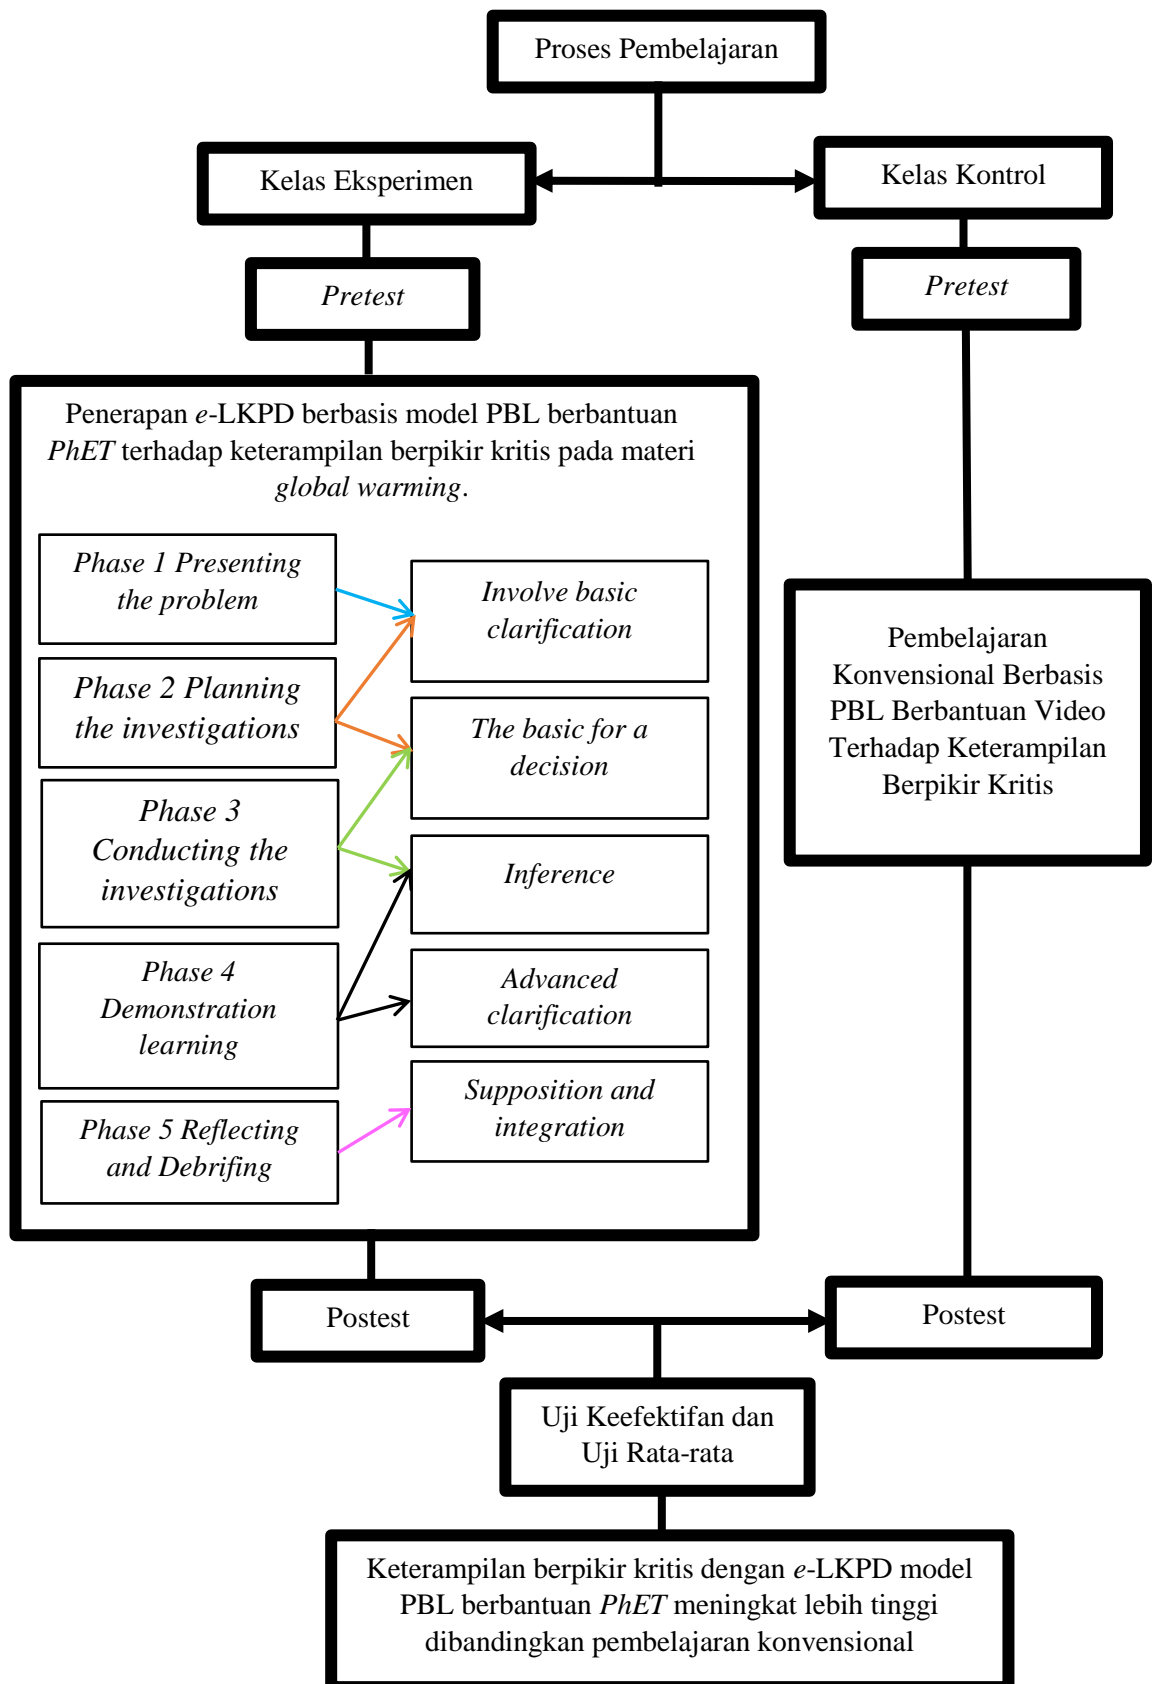 Proses Pembelajaran
Kelas Eksperimen
Kelas Kontrol
Pretest
Pretest
Penerapan e-LKPD berbasis model PBL berbantuan
PhET terhadap keterampilan berpikir kritis pada materi
global warming.
Phase 1 Presenting
the problem
Involve basic
clarification
Phase 2 Planning
the investigations
The basic for a
decision
Phase 3
Conducting the
investigations
Inference
Phase 4
Demonstration
learning
Advanced
clarification
Phase 5 Reflecting
and Debrifing
Supposition and
integration
Pembelajaran
Konvensional Berbasis
PBL Berbantuan Video
Terhadap Keterampilan
Berpikir Kritis
Postest
Postest
Uji Keefektifan dan
Uji Rata-rata
Keterampilan berpikir kritis dengan e-LKPD model
PBL berbantuan PhET meningkat lebih tinggi
dibandingkan pembelajaran konvensional